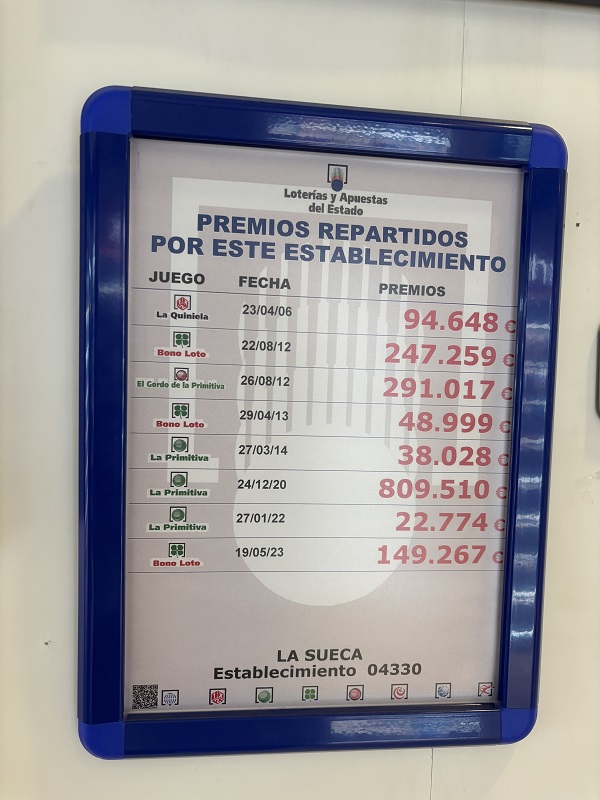 Loterías y Apuestas
del Estado
PREMIOS REPARTIDOS
POR ESTE ESTABLECIMIENTO
JUEGO FECHA PREMIOS
La Quiniela 23/04/06 94.648 €
Bono Loto 22/08/12 247.259 €
El Gordo de la Primitiva 26/08/12 291.017 €
Bono Loto 29/04/13 48.999 €
La Primitiva 27/03/14 38.028 €
La Primitiva 24/12/20 809.510 €
La Primitiva 27/01/22 22.774 €
Bono Loto 19/05/23 149.267 €
LA SUECA
Establecimiento 04330